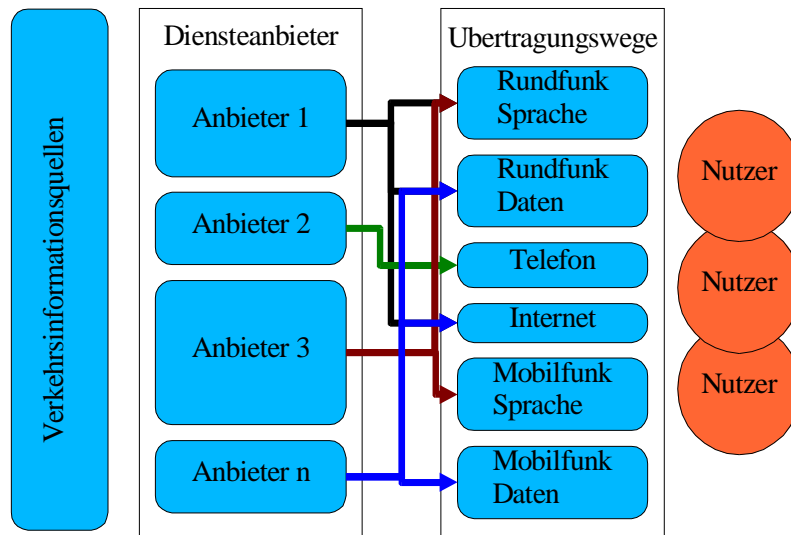 Verkehrsinformationsquellen
Diensteanbieter
Anbieter 1
Anbieter 2
Anbieter 3
Anbieter n
Ubertragungswege
Rundfunk
Sprache
Rundfunk
Daten
Telefon
Internet
Mobilfunk
Sprache
Mobilfunk
Daten
Nutzer
Nutzer
Nutzer